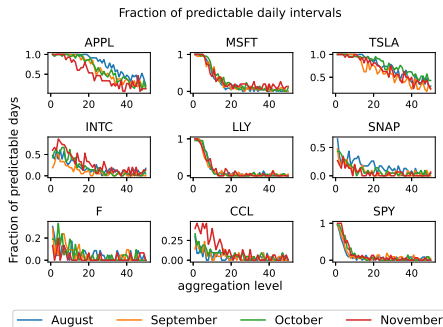 Fraction of predictable daily intervals
APPL MSFT TSLA
1.0 0.5 0 20 40
1 0 0 20 40
1.0 0.5 0 20 40
INTC LLY SNAP
0.5 0.0 0 20 40
1 0 0 20 40
0.5 0.0 0 20 40
F CCL SPY
0.2 0.0 0 20 40
0.25 0.00 0 20 40
1 0 0 20 40
Fraction of predictable days
aggregation level
August September October November